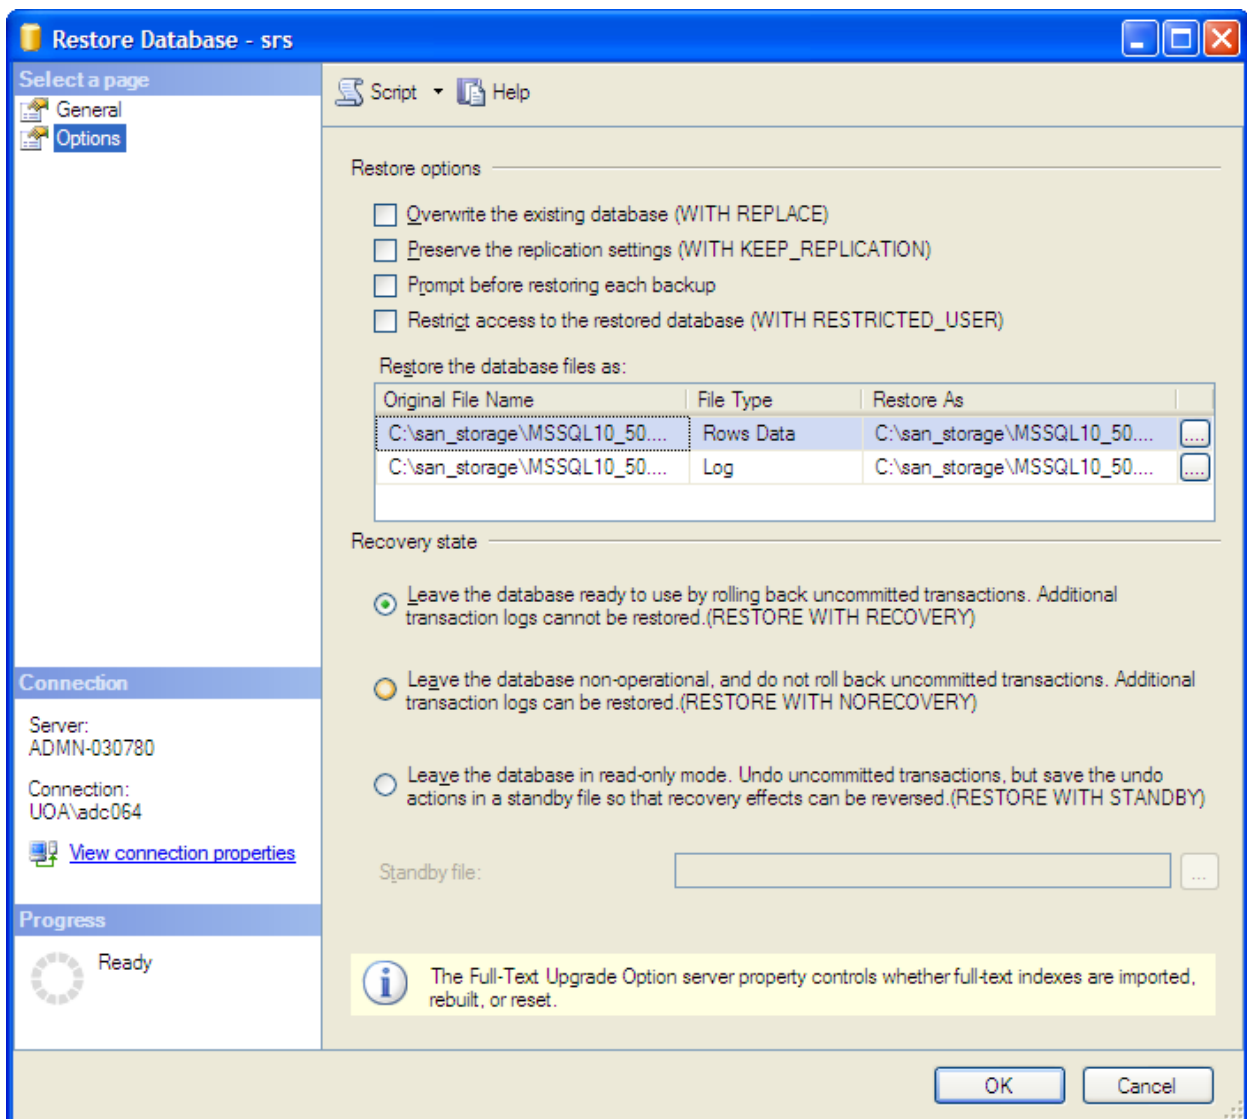 Restore Database - srs
Select a page
General
Options
Script
Help
Restore options
Overwrite the existing database (WITH REPLACE)
Preserve the replication settings (WITH KEEP_REPLICATION)
Prompt before restoring each backup
Restrict access to the restored database (WITH RESTRICTED_USER)
Restore the database files as:
Original File Name File Type Restore As
C:\san_storage\MSSQL10_50.... Rows Data C:\san_storage\MSSQL10_50.... ....
C:\san_storage\MSSQL10_50.... Log C:\san_storage\MSSQL10_50.... ....
Recovery state
Leave the database ready to use by rolling back uncommitted transactions. Additional
transaction logs cannot be restored.(RESTORE WITH RECOVERY)
Leave the database non-operational, and do not roll back uncommitted transactions. Additional
transaction logs can be restored.(RESTORE WITH NORECOVERY)
Leave the database in read-only mode. Undo uncommitted transactions, but save the undo
actions in a standby file so that recovery effects can be reversed.(RESTORE WITH STANDBY)
Standby file: ...
The Full-Text Upgrade Option server property controls whether full-text indexes are imported,
rebuilt, or reset.
Connection
Server:
ADMN-030780
Connection:
UOA\adc064
View connection properties
Progress
Ready
OK
Cancel